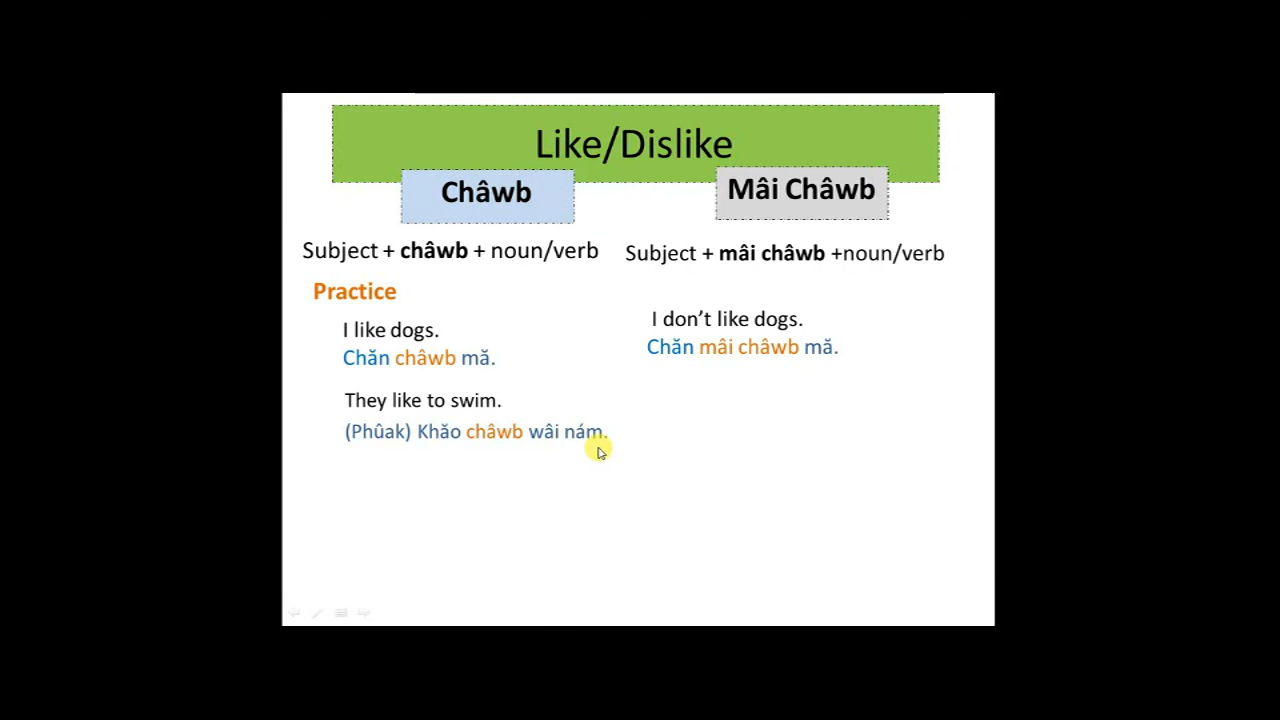 Like/Dislike
Châwb
Mâi Châwb
Subject + châwb + noun/verb
Subject + mâi châwb +noun/verb
Practice
I like dogs.
Chăn châwb mă.
I don’t like dogs.
Chăn mâi châwb mă.
They like to swim.
(Phûak) Khăo châwb wâi nám.